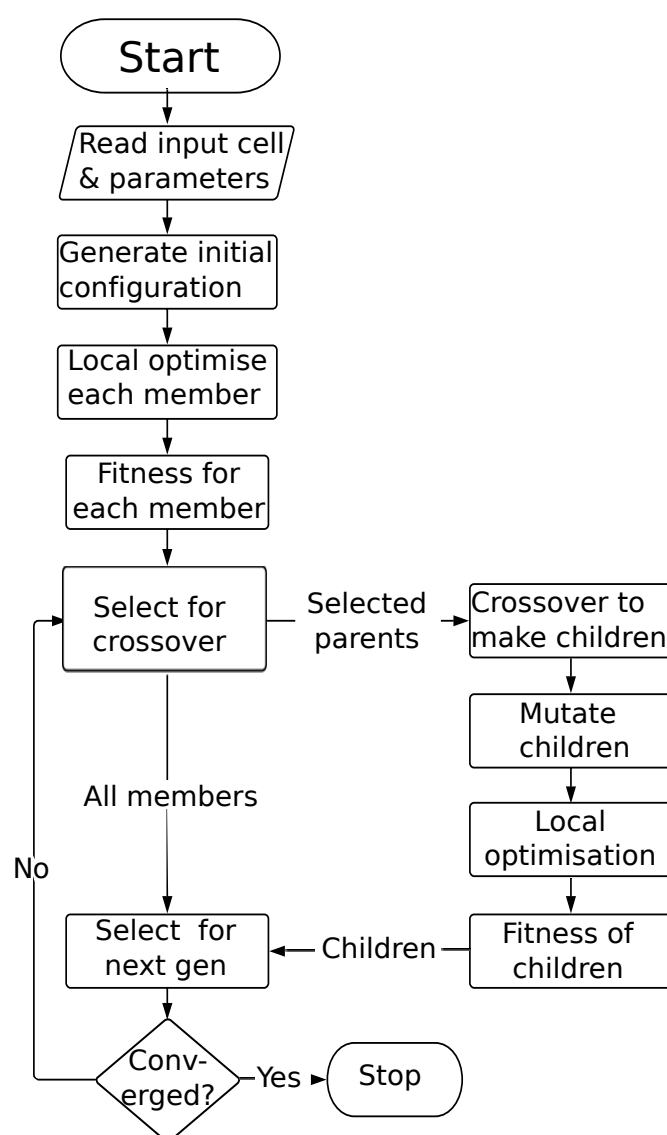 Start
Read input cell
& parameters
Generate initial
configuration
Local optimise
each member
Fitness for
each member
Select for
crossover
Selected
parents
Crossover to
make children
Mutate
children
Local
optimisation
Fitness of
children
All members
No
Select for
next gen
Children
Conv-
erged?
Yes
Stop